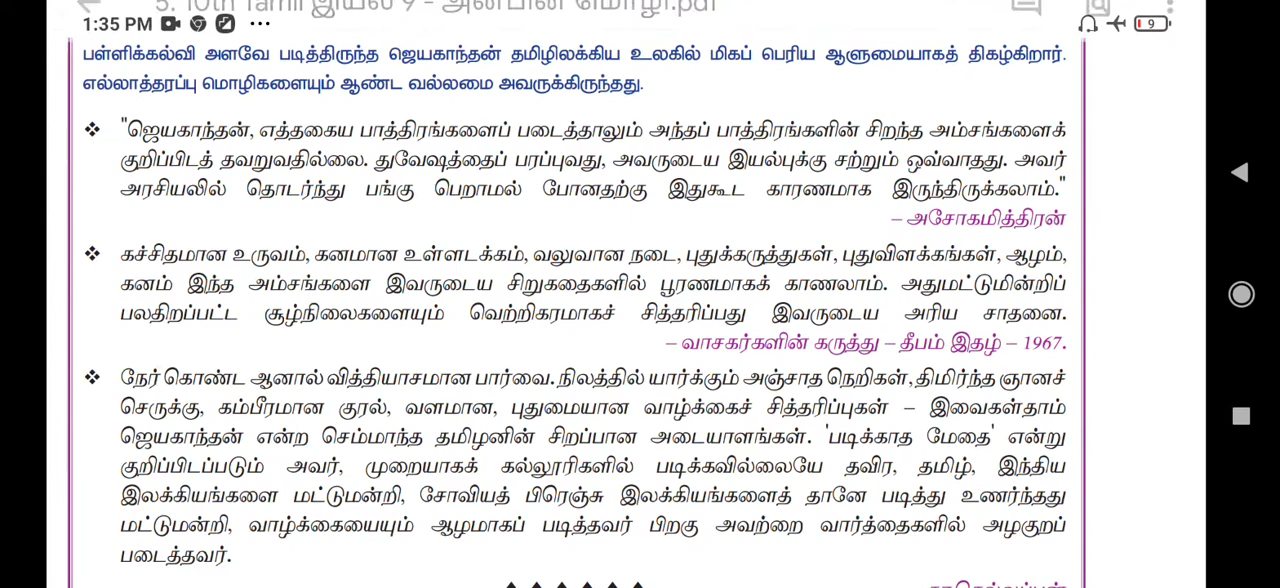 5. 10th Tamil இயல் 9 - அன்பின் மொழி.pdf
1:35 PM ...
9
பள்ளிக்கல்வி அளவே படித்திருந்த ஜெயகாந்தன் தமிழிலக்கிய உலகில் மிகப் பெரிய ஆளுமையாகத் திகழ்கிறார்.
எல்லாத்தரப்பு மொழிகளையும் ஆண்ட வல்லமை அவருக்கிருந்தது.
❖ "ஜெயகாந்தன், எத்தகைய பாத்திரங்களைப் படைத்தாலும் அந்தப் பாத்திரங்களின் சிறந்த அம்சங்களைக்
குறிப்பிடத் தவறுவதில்லை. துவேஷத்தைப் பரப்புவது, அவருடைய இயல்புக்கு சற்றும் ஒவ்வாதது. அவர்
அரசியலில் தொடர்ந்து பங்கு பெறாமல் போனதற்கு இதுகூட காரணமாக இருந்திருக்கலாம்."
– அசோகமித்திரன்
❖ கச்சிதமான உருவம், கனமான உள்ளடக்கம், வலுவான நடை, புதுக்கருத்துகள், புதுவிளக்கங்கள், ஆழம்,
கனம் இந்த அம்சங்களை இவருடைய சிறுகதைகளில் பூரணமாகக் காணலாம். அதுமட்டுமின்றிப்
பலதிறப்பட்ட சூழ்நிலைகளையும் வெற்றிகரமாகச் சித்தரிப்பது இவருடைய அரிய சாதனை.
– வாசகர்களின் கருத்து – தீபம் இதழ் – 1967.
❖ நேர் கொண்ட ஆனால் வித்தியாசமான பார்வை. நிலத்தில் யார்க்கும் அஞ்சாத நெறிகள், திமிர்ந்த ஞானச்
செருக்கு, கம்பீரமான குரல், வளமான, புதுமையான வாழ்க்கைச் சித்தரிப்புகள் – இவைகள்தாம்
ஜெயகாந்தன் என்ற செம்மாந்த தமிழனின் சிறப்பான அடையாளங்கள். 'படிக்காத மேதை' என்று
குறிப்பிடப்படும் அவர், முறையாகக் கல்லூரிகளில் படிக்கவில்லையே தவிர, தமிழ், இந்திய
இலக்கியங்களை மட்டுமன்றி, சோவியத் பிரெஞ்சு இலக்கியங்களைத் தானே படித்து உணர்ந்தது
மட்டுமன்றி, வாழ்க்கையையும் ஆழமாகப் படித்தவர் பிறகு அவற்றை வார்த்தைகளில் அழகுறப்
படைத்தவர்.